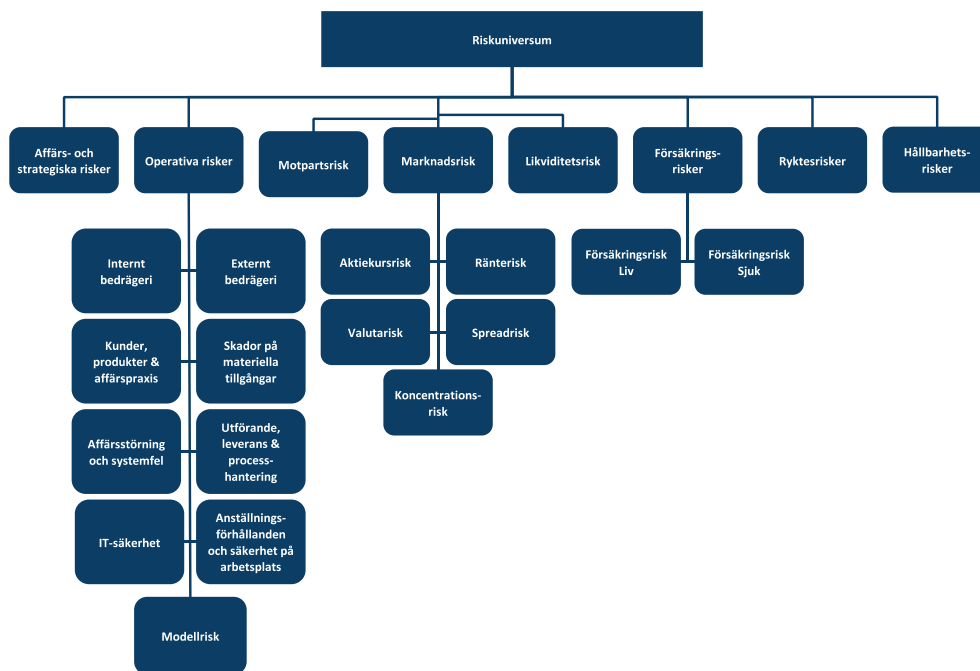 Riskuniversum
Affärs- och
strategiska risker
Operativa risker
Motpartsrisk
Marknadsrisk
Likviditetsrisk
Försäkrings-
risker
Ryktesrisker
Hållbarhets-
risker
Internt
bedrägeri
Externt
bedrägeri
Kunder,
produkter &
affärspraxis
Skador på
materiella
tillgångar
Affärsstörning
och systemfel
Utförande,
leverans &
process-
hantering
IT-säkerhet
Anställnings-
förhållanden
och säkerhet på
arbetsplats
Modellrisk
Aktiekursrisk
Ränterisk
Valutarisk
Spreadrisk
Koncentrations-
risk
Försäkringsrisk
Liv
Försäkringsrisk
Sjuk